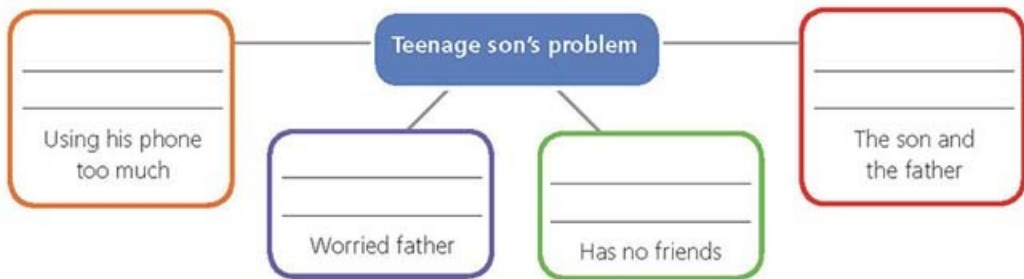 Teenage son's problem
Using his phone
too much
Worried father
Has no friends
The son and
the father